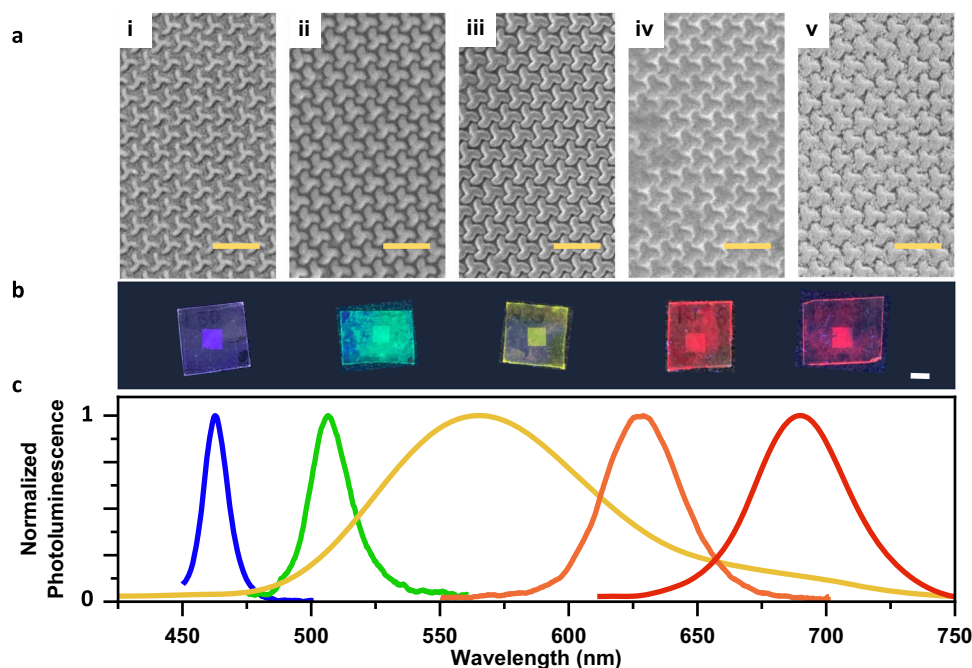 a
i
ii
iii
iv
v
b
c
Normalized
Photoluminescence
1
0
450
500
550
600
650
700
750
Wavelength (nm)